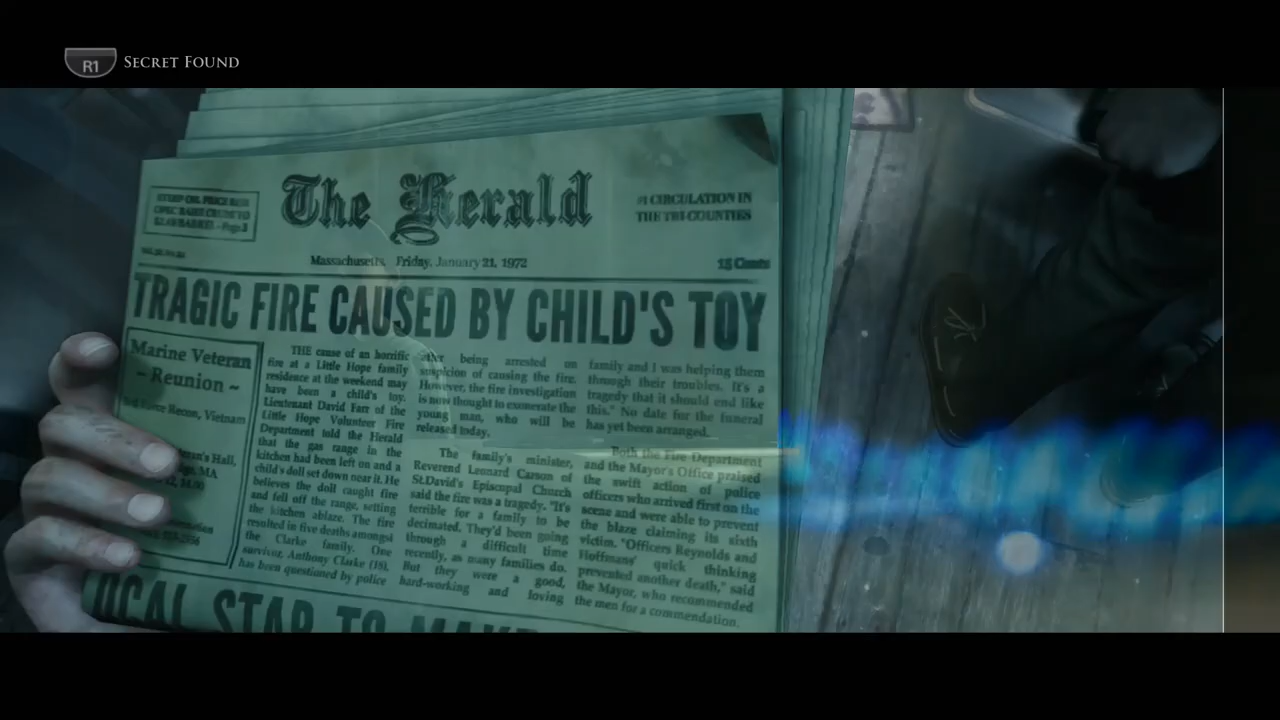 R1 SECRET FOUND
The Herald
#1 CIRCULATION IN
THE TRI-COUNTIES
Massachusetts, Friday, January 21, 1972
15 Cents
TRAGIC FIRE CAUSED BY CHILD'S TOY
Marine Veteran
~ Reunion ~
Force Recon, Vietnam
THE cause of an horrific
fire at a Little Hope family
residence at the weekend may
have been a child's toy.
Lieutenant David Farr of the
Little Hope Volunteer Fire
Department told the Herald
that the gas range in the
kitchen had been left on and a
child's doll set down near it. He
believes the doll caught fire
and fell off the range, setting
the kitchen ablaze. The fire
resulted in five deaths amongst
the Clarke family. One
survivor, Anthony Clarke (18),
has been questioned by police
after being arrested on
suspicion of causing the fire.
However, the fire investigation
is now thought to exonerate the
young man, who will be
released today.
The family's minister,
Reverend Leonard Carson of
St.David's Episcopal Church
said the fire was a tragedy. "It's
terrible for a family to be
decimated. They'd been going
through a difficult time
recently, as many families do.
But they were a good,
hard-working and loving
family and I was helping them
through their troubles. It's a
tragedy that it should end like
this." No date for the funeral
has yet been arranged.
Both the Fire Department
and the Mayor's Office praised
the swift action of police
officers who arrived first on the
scene and were able to prevent
the blaze claiming its sixth
victim. "Officers Reynolds and
Hoffmans' quick thinking
prevented another death," said
the Mayor, who recommended
the men for a commendation.
LOCAL STAR TO MAKE